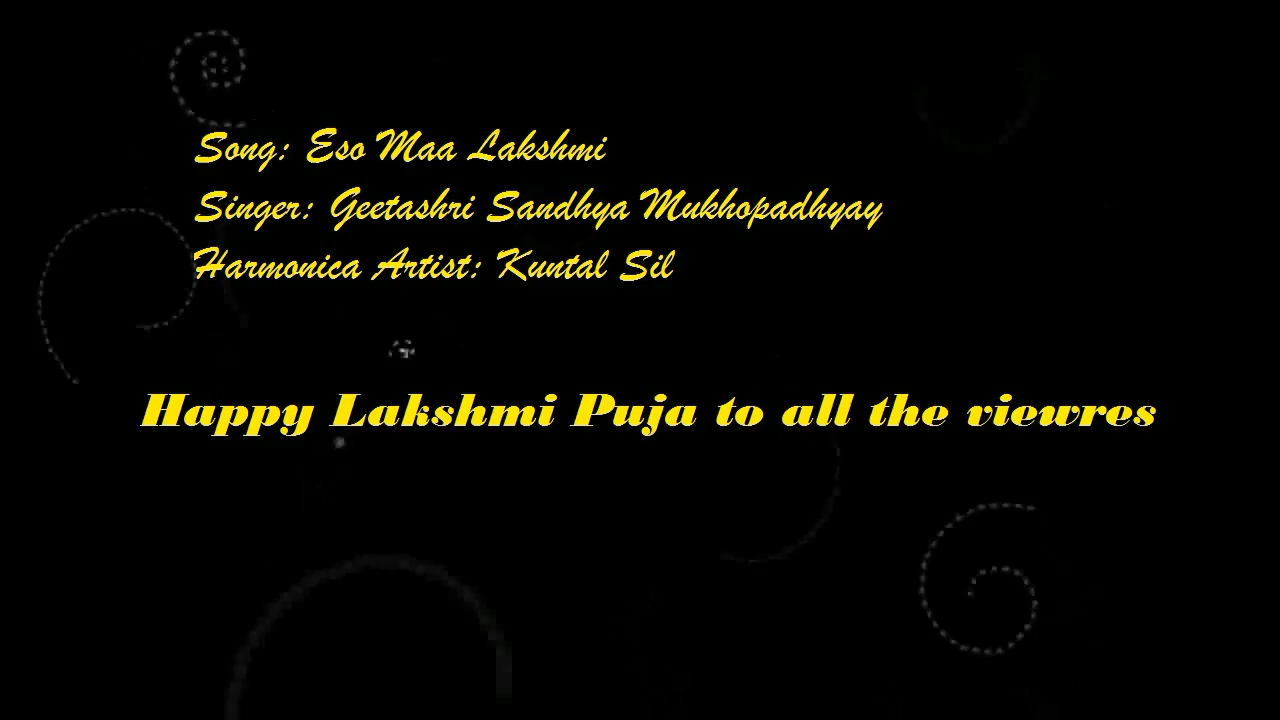 Song: Eso Maa Lakshmi
Singer: Geetashri Sandhya Mukhopadhyay
Harmonica Artist: Kuntal Sil
Happy Lakshmi Puja to all the viewres